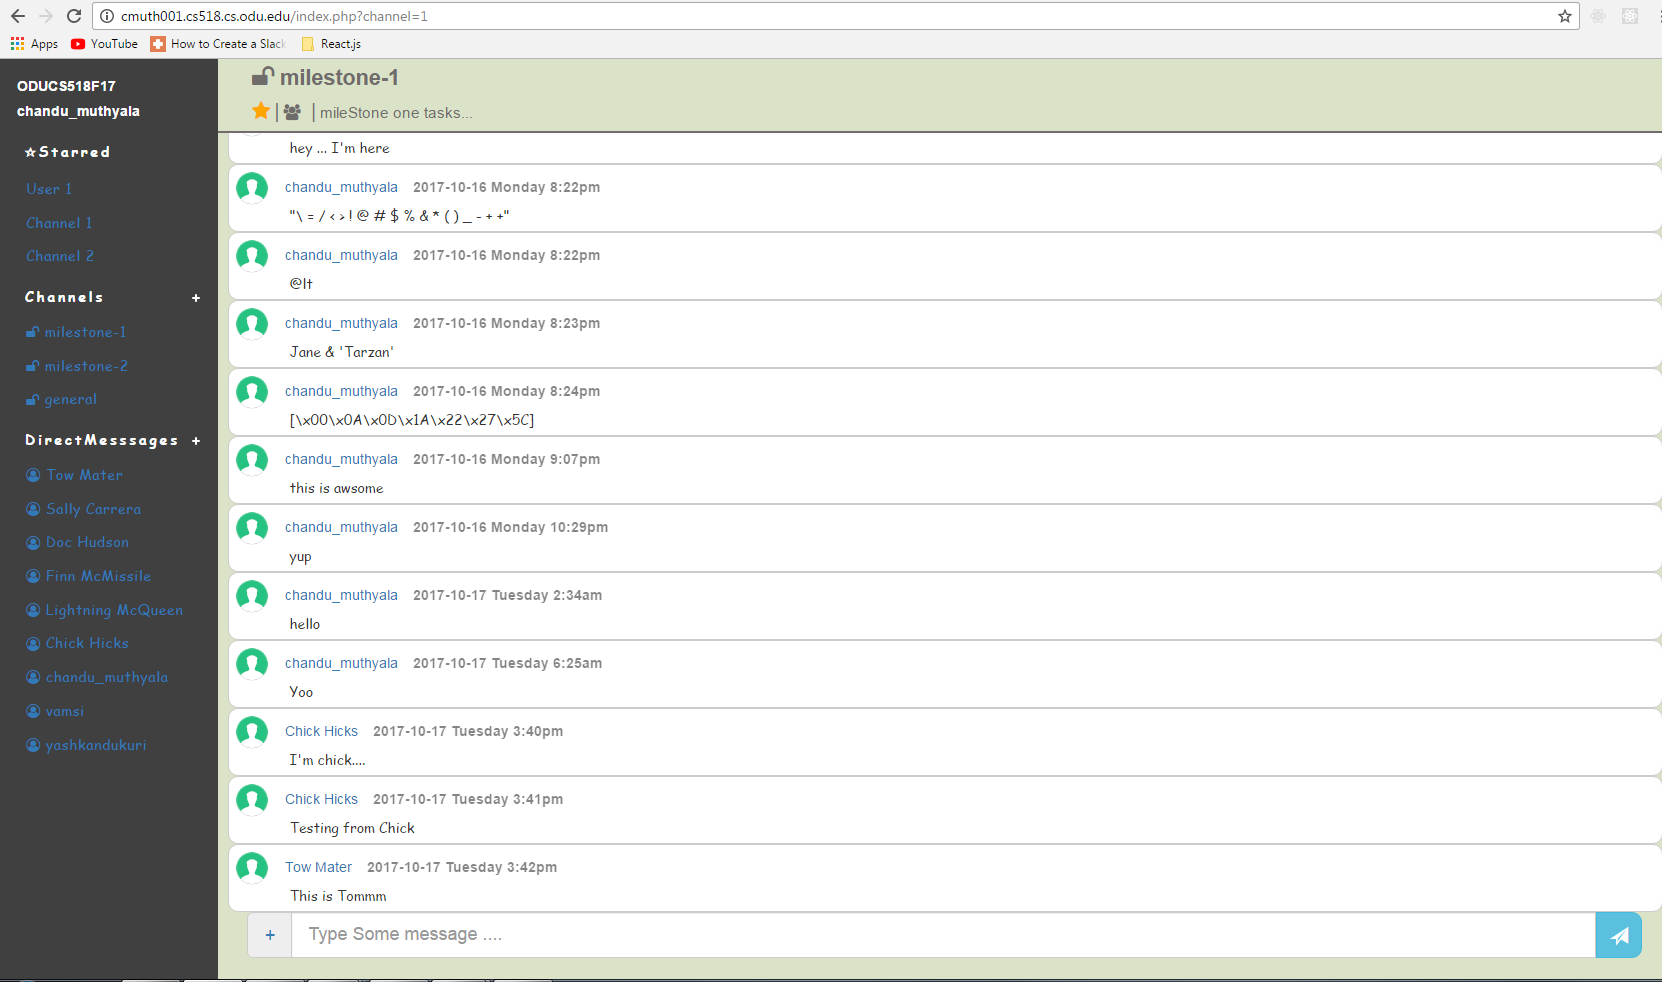 cmuth001.cs518.cs.odu.edu/index.php?channel=1
Apps YouTube How to Create a Slack React.js
ODUCS518F17
chandu_muthyala
Starred
User 1
Channel 1
Channel 2
Channels +
milestone-1
milestone-2
general
DirectMesssages +
Tow Mater
Sally Carrera
Doc Hudson
Finn McMissile
Lightning McQueen
Chick Hicks
chandu_muthyala
vamsi
yashkandukuri
milestone-1
| | mileStone one tasks...
hey ... I'm here
chandu_muthyala 2017-10-16 Monday 8:22pm
"\ = / < > ! @ # $ % & * ( ) _ - + +"
chandu_muthyala 2017-10-16 Monday 8:22pm
@lt
chandu_muthyala 2017-10-16 Monday 8:23pm
Jane & 'Tarzan'
chandu_muthyala 2017-10-16 Monday 8:24pm
[\x00\x0A\x0D\x1A\x22\x27\x5C]
chandu_muthyala 2017-10-16 Monday 9:07pm
this is awsome
chandu_muthyala 2017-10-16 Monday 10:29pm
yup
chandu_muthyala 2017-10-17 Tuesday 2:34am
hello
chandu_muthyala 2017-10-17 Tuesday 6:25am
Yoo
Chick Hicks 2017-10-17 Tuesday 3:40pm
I'm chick....
Chick Hicks 2017-10-17 Tuesday 3:41pm
Testing from Chick
Tow Mater 2017-10-17 Tuesday 3:42pm
This is Tommm
+ Type Some message ....